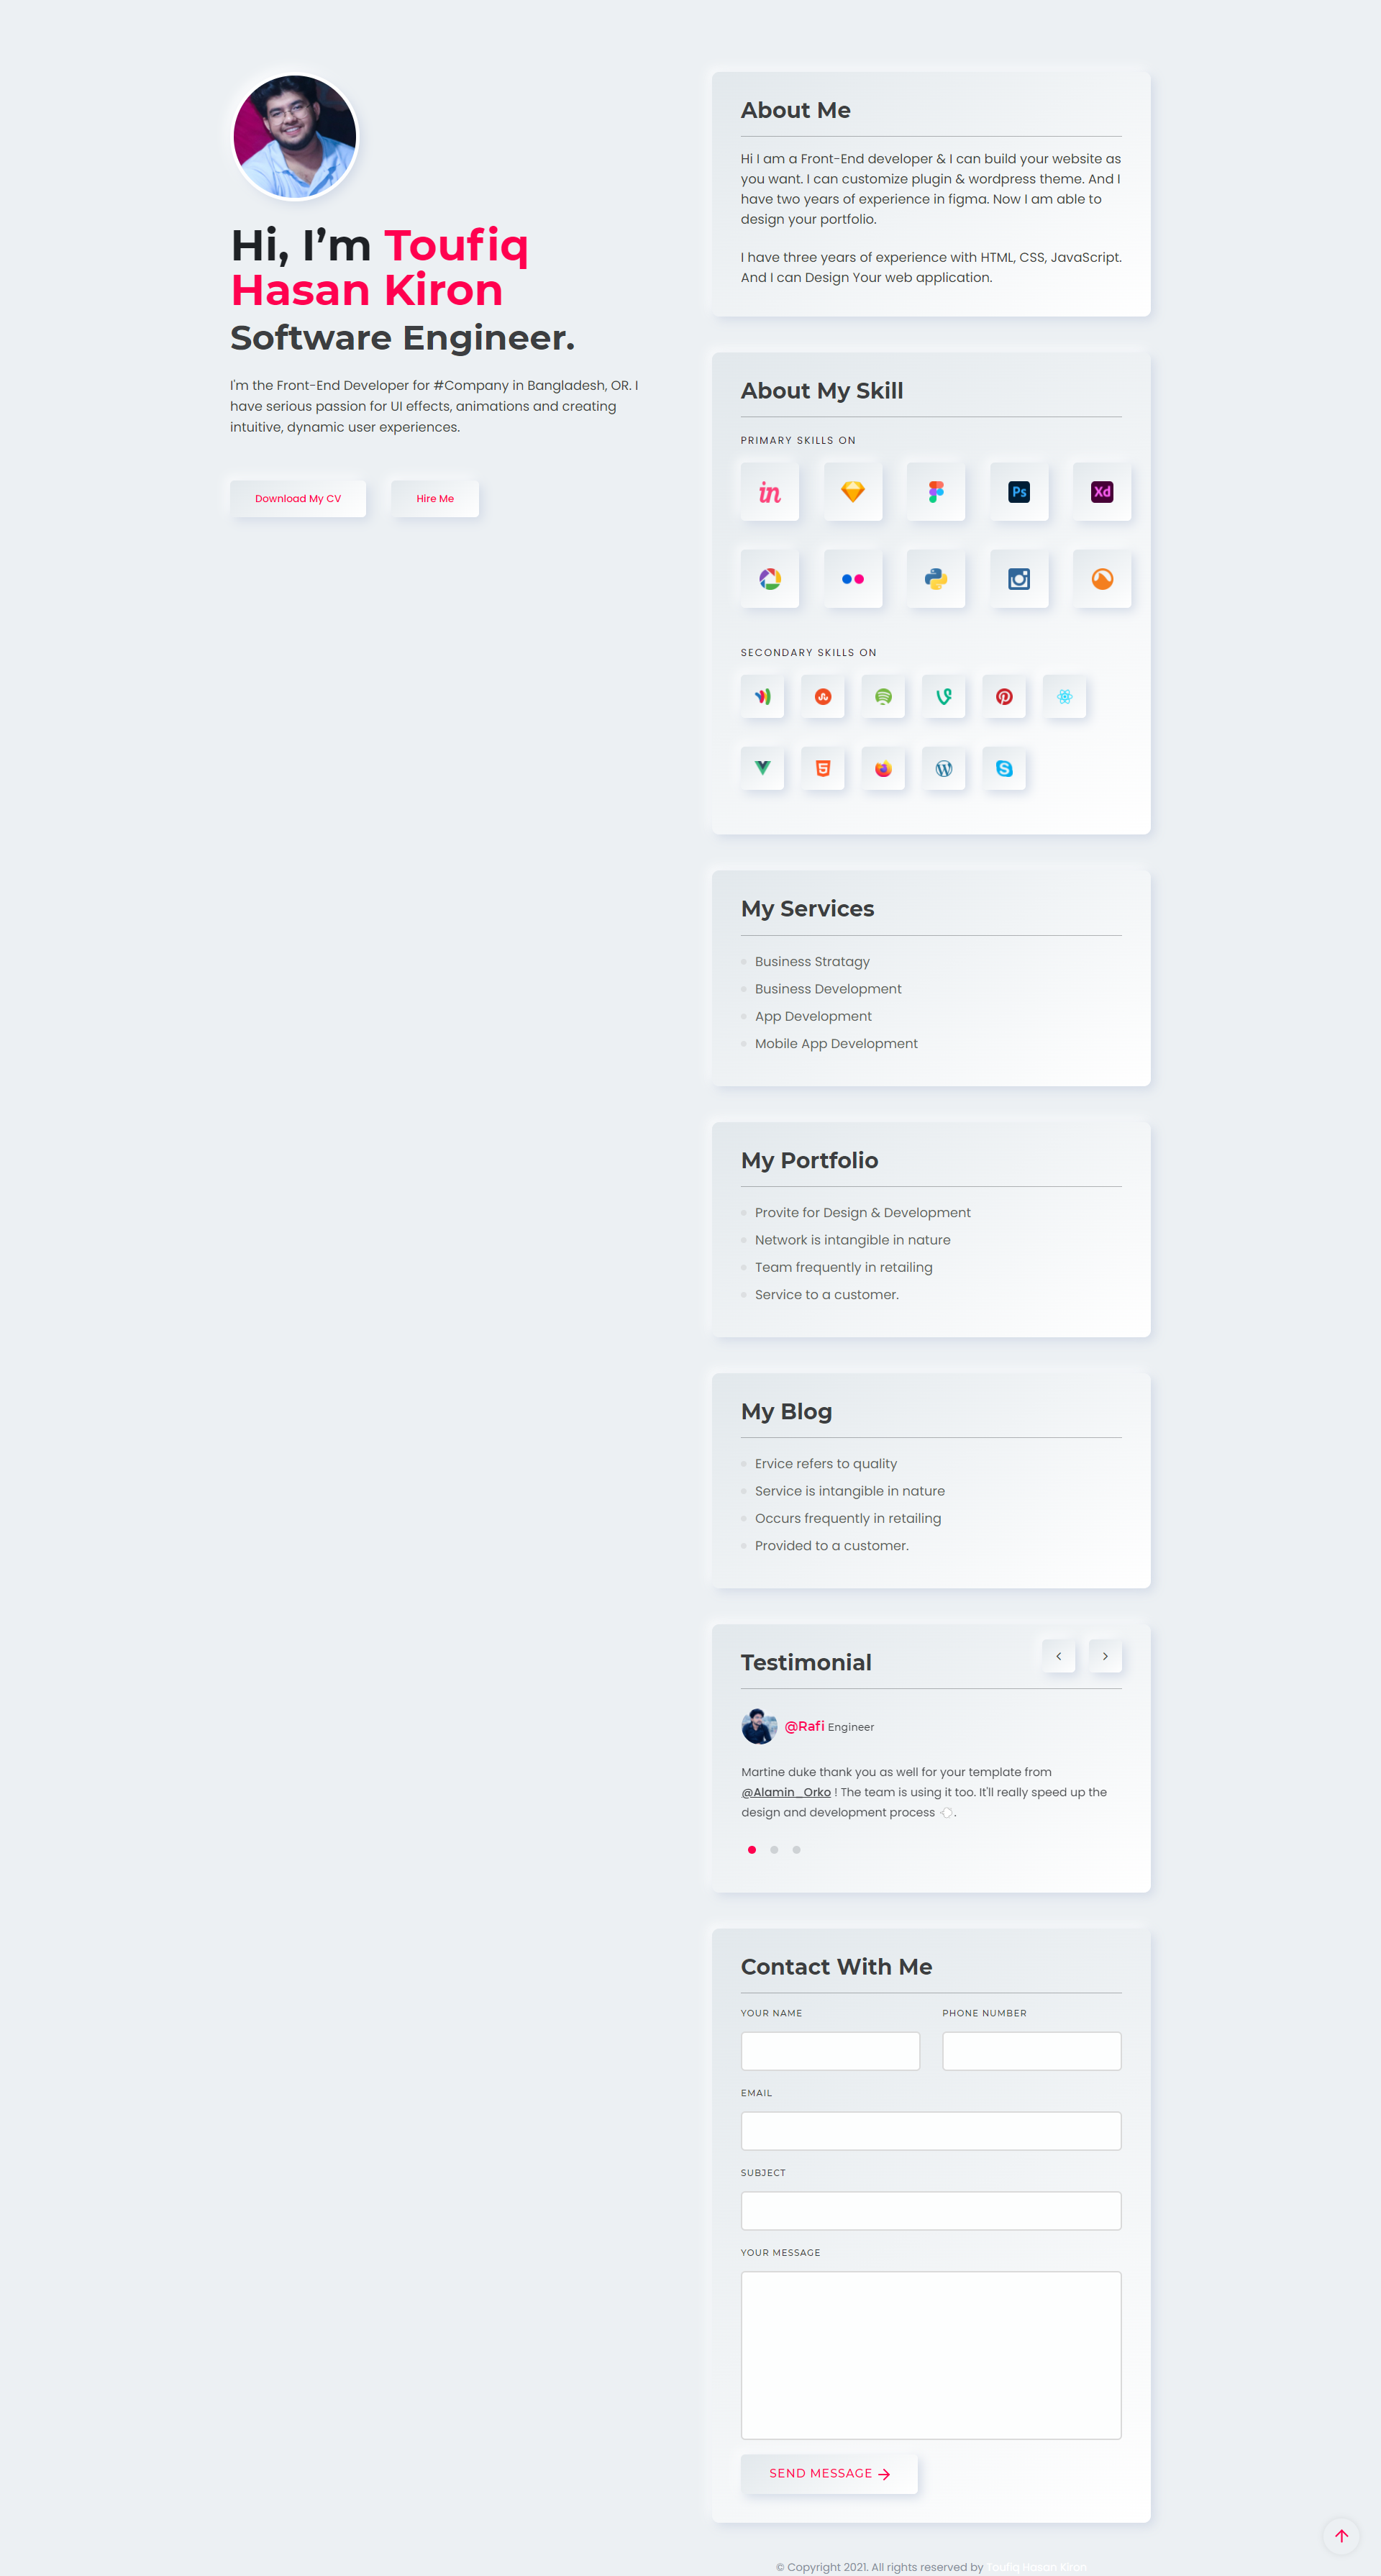 Hi, I’m Toufiq
Hasan Kiron
Software Engineer.
I'm the Front-End Developer for #Company in Bangladesh, OR. I
have serious passion for UI effects, animations and creating
intuitive, dynamic user experiences.
Download My CV
Hire Me
About Me
Hi I am a Front-End developer & I can build your website as
you want. I can customize plugin & wordpress theme. And I
have two years of experience in figma. Now I am able to
design your portfolio.
I have three years of experience with HTML, CSS, JavaScript.
And I can Design Your web application.
About My Skill
PRIMARY SKILLS ON
in
Ps
Xd
SECONDARY SKILLS ON
My Services
Business Stratagy
Business Development
App Development
Mobile App Development
My Portfolio
Provite for Design & Development
Network is intangible in nature
Team frequently in retailing
Service to a customer.
My Blog
Ervice refers to quality
Service is intangible in nature
Occurs frequently in retailing
Provided to a customer.
Testimonial
@Rafi Engineer
Martine duke thank you as well for your template from
@Alamin_Orko ! The team is using it too. It'll really speed up the
design and development process .
Contact With Me
YOUR NAME
PHONE NUMBER
EMAIL
SUBJECT
YOUR MESSAGE
SEND MESSAGE
© Copyright 2021. All rights reserved by Toufiq Hasan Kiron